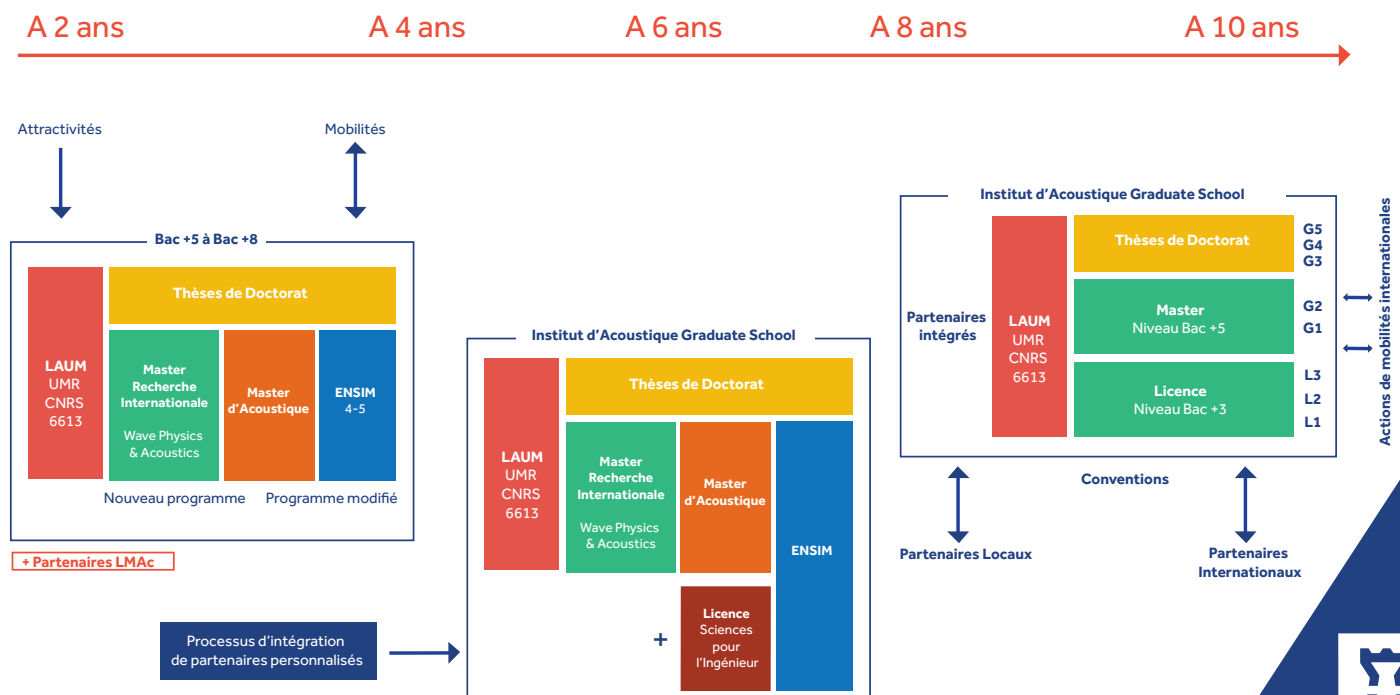 A 2 ans
A 4 ans
A 6 ans
A 8 ans
A 10 ans
Attractivités
Mobilités
Bac +5 à Bac +8
LAUM
UMR
CNRS
6613
Thèses de Doctorat
Master
Recherche
Internationale
Wave Physics
& Acoustics
Master
d'Acoustique
ENSIM
4-5
Nouveau programme
Programme modifié
+ Partenaires LMAc
Processus d'intégration
de partenaires personnalisés
Institut d'Acoustique Graduate School
LAUM
UMR
CNRS
6613
Thèses de Doctorat
Master
Recherche
Internationale
Wave Physics
& Acoustics
Master
d'Acoustique
ENSIM
+
Licence
Sciences
pour
l'Ingénieur
Institut d'Acoustique Graduate School
Partenaires
intégrés
LAUM
UMR
CNRS
6613
Thèses de Doctorat
G5
G4
G3
Master
Niveau Bac +5
G2
G1
Licence
Niveau Bac +3
L3
L2
L1
Actions de mobilités internationales
Conventions
Partenaires Locaux
Partenaires
Internationaux